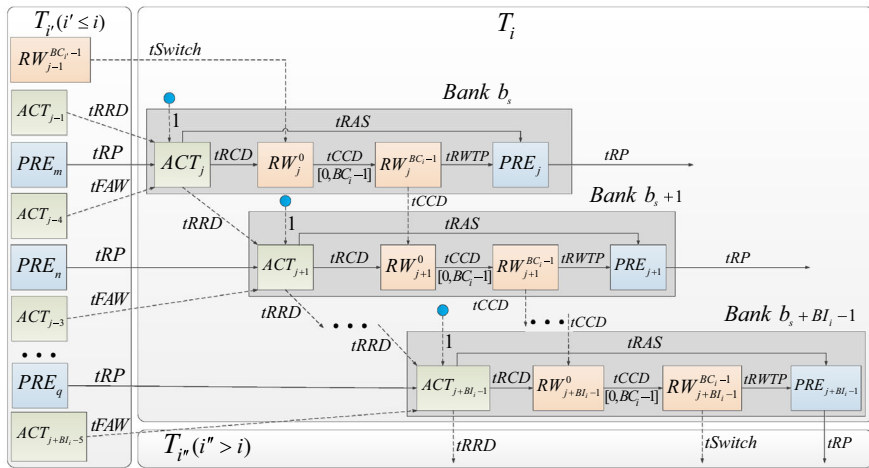 T_{i'}(i' ≤ i)
T_i
RW_{j-1}^{BC_{i'}-1}
tSwitch
Bank b_s
ACT_{j-1}
tRRD
1
tRAS
PRE_m
tRP
ACT_j
tRCD
RW_j^0
tCCD
[0,BC_i-1]
RW_j^{BC_i-1}
tRWTP
PRE_j
tRP
ACT_{j-4}
tFAW
tRRD
tCCD
Bank b_s+1
1
tRAS
PRE_n
tRP
ACT_{j+1}
tRCD
RW_{j+1}^0
tCCD
[0,BC_i-1]
RW_{j+1}^{BC_i-1}
tRWTP
PRE_{j+1}
tRP
ACT_{j-3}
tFAW
tRRD
•••
tRRD
tCCD
•••
tCCD
Bank b_s+BI_i-1
•••
1
tRAS
PRE_q
tRP
ACT_{j+BI_i-1}
tRCD
RW_{j+BI_i-1}^0
tCCD
[0,BC_i-1]
RW_{j+BI_i-1}^{BC_i-1}
tRWTP
PRE_{j+BI_i-1}
ACT_{j+BI_i-5}
tFAW
T_{i''}(i'' > i)
tRRD
tSwitch
tRP